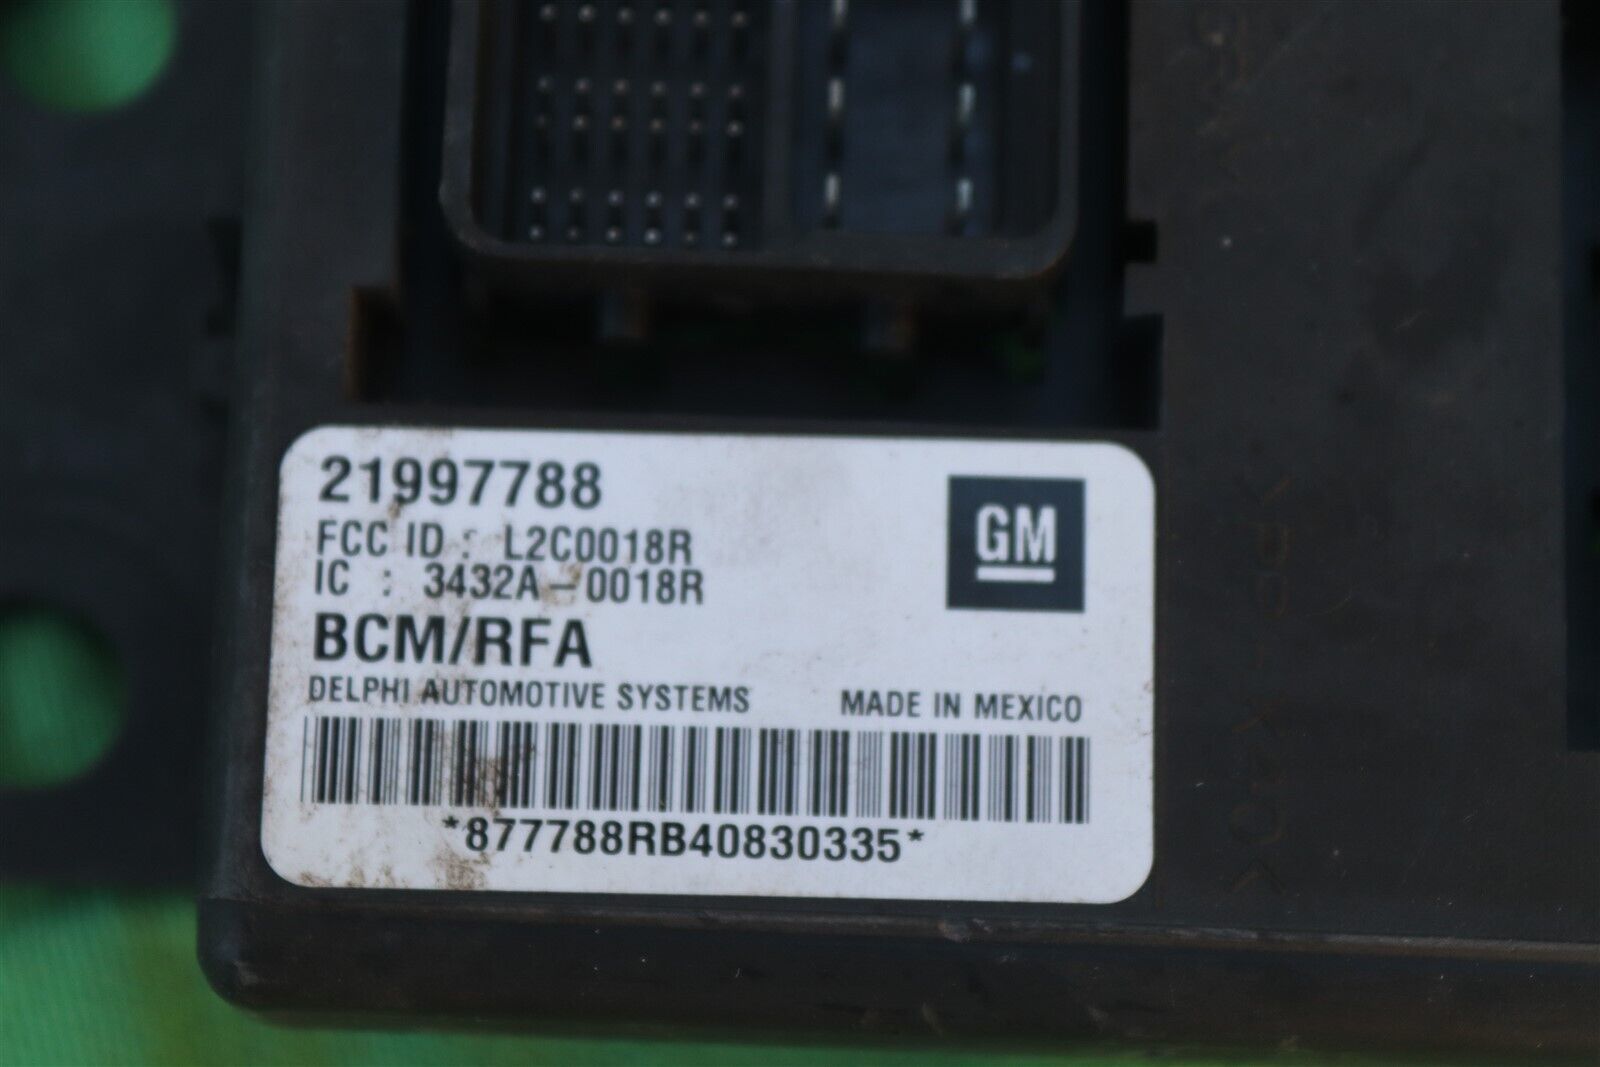 21997788
GM
FCC ID : L2C0018R
IC : 3432A-0018R
BCM/RFA
DELPHI AUTOMOTIVE SYSTEMS MADE IN MEXICO
*877788RB40830335*